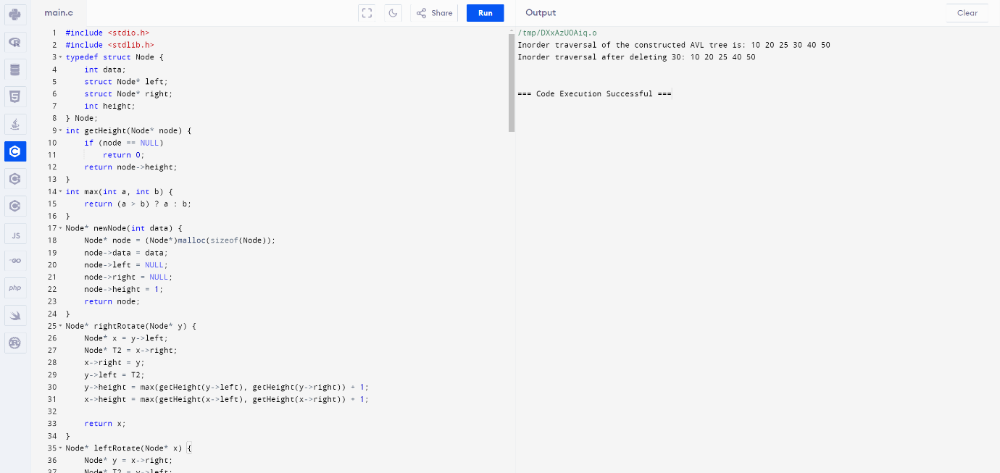 main.c
Share
Run
Output
Clear
1 #include <stdio.h>
2 #include <stdlib.h>
3 typedef struct Node {
4     int data;
5     struct Node* left;
6     struct Node* right;
7     int height;
8 } Node;
9 int getHeight(Node* node) {
10     if (node == NULL)
11         return 0;
12     return node->height;
13 }
14 int max(int a, int b) {
15     return (a > b) ? a : b;
16 }
17 Node* newNode(int data) {
18     Node* node = (Node*)malloc(sizeof(Node));
19     node->data = data;
20     node->left = NULL;
21     node->right = NULL;
22     node->height = 1;
23     return node;
24 }
25 Node* rightRotate(Node* y) {
26     Node* x = y->left;
27     Node* T2 = x->right;
28     x->right = y;
29     y->left = T2;
30     y->height = max(getHeight(y->left), getHeight(y->right)) + 1;
31     x->height = max(getHeight(x->left), getHeight(x->right)) + 1;
32
33     return x;
34 }
35 Node* leftRotate(Node* x) {
36     Node* y = x->right;
37     Node* T2 = y->left;
/tmp/DXxAzUOAiq.o
Inorder traversal of the constructed AVL tree is: 10 20 25 30 40 50
Inorder traversal after deleting 30: 10 20 25 40 50
=== Code Execution Successful ===
JS
GO
php